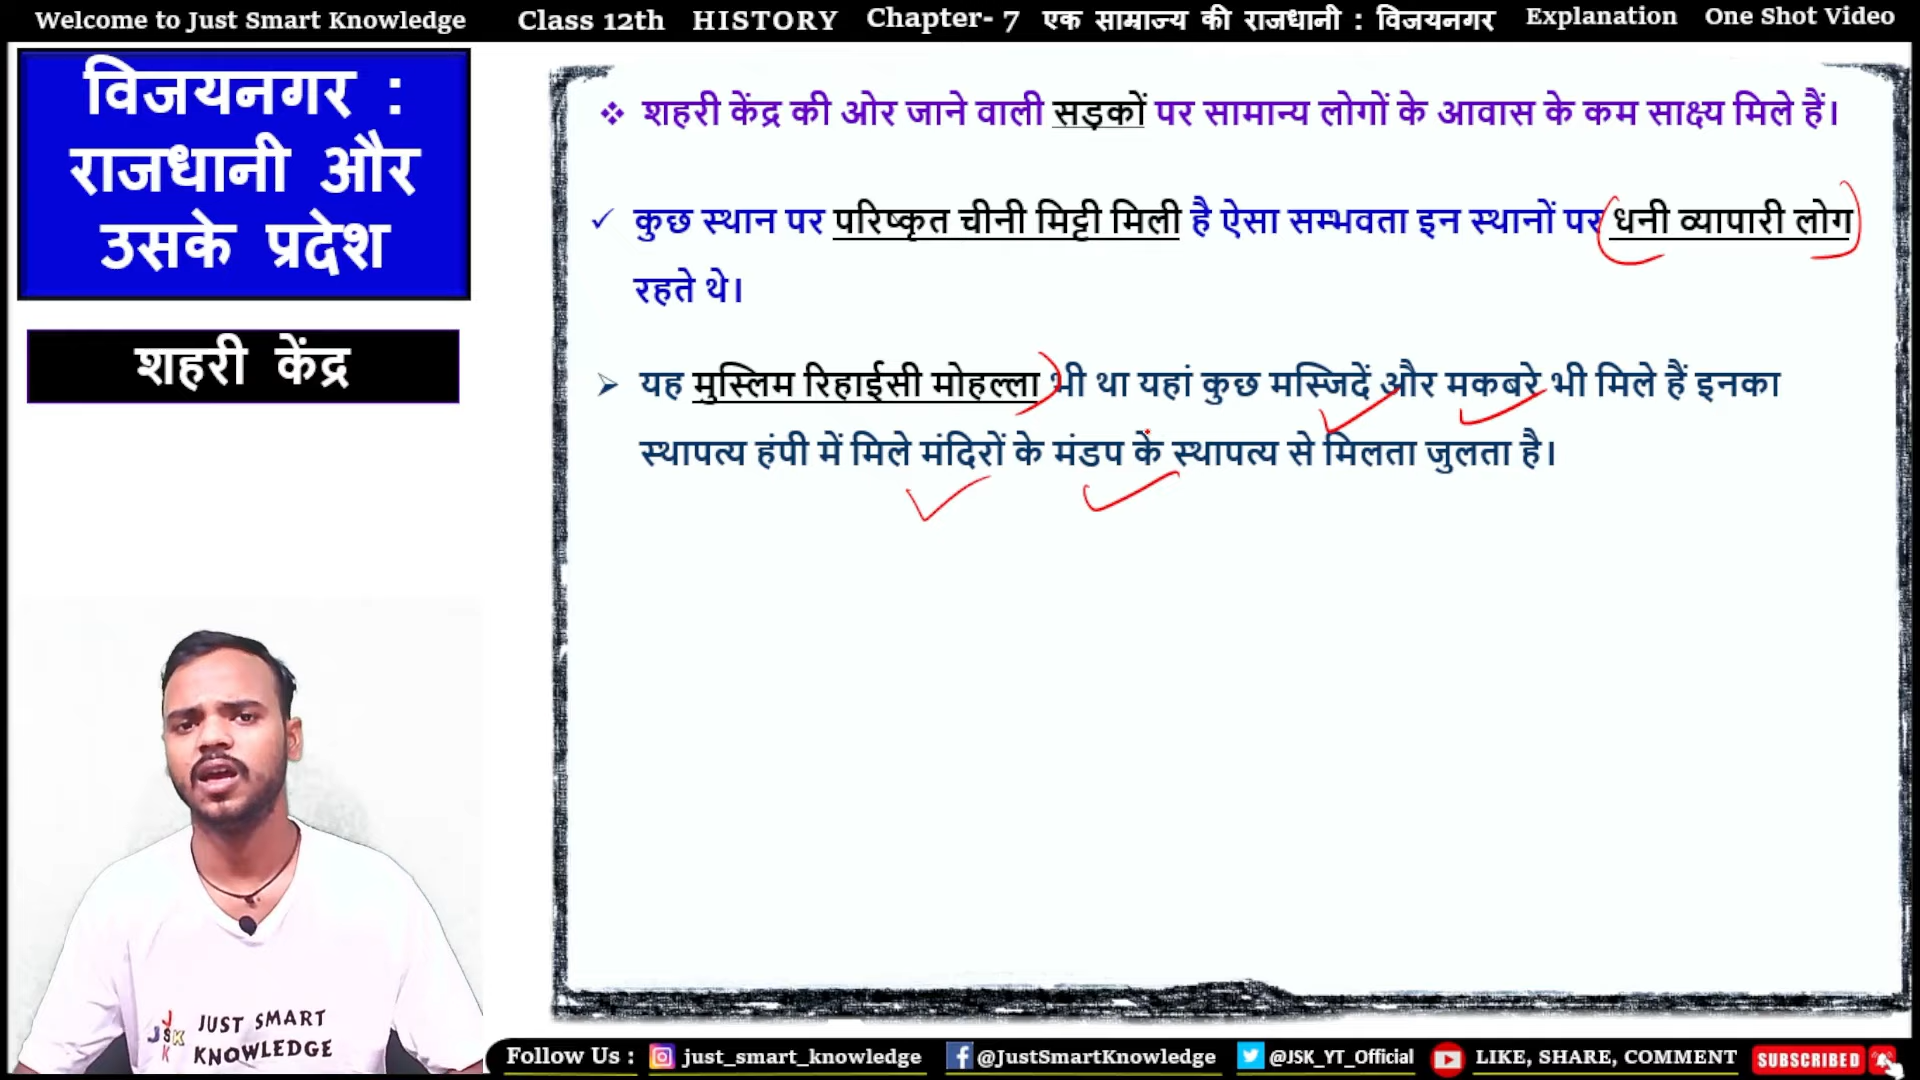 Welcome to Just Smart Knowledge Class 12th HISTORY Chapter- 7 एक साम्राज्य की राजधानी : विजयनगर Explanation One Shot Video
विजयनगर :
राजधानी और
उसके प्रदेश
शहरी केंद्र
शहरी केंद्र की ओर जाने वाली सड़कों पर सामान्य लोगों के आवास के कम साक्ष्य मिले हैं।
कुछ स्थान पर परिष्कृत चीनी मिट्टी मिली है ऐसा सम्भवता इन स्थानों पर धनी व्यापारी लोग
रहते थे।
यह मुस्लिम रिहाईसी मोहल्ला भी था यहां कुछ मस्जिदें और मकबरे भी मिले हैं इनका
स्थापत्य हंपी में मिले मंदिरों के मंडप के स्थापत्य से मिलता जुलता है।
JSK
JSK
JUST SMART
KNOWLEDGE
Follow Us : just_smart_knowledge @JustSmartKnowledge @JSK_YT_Official LIKE, SHARE, COMMENT SUBSCRIBED